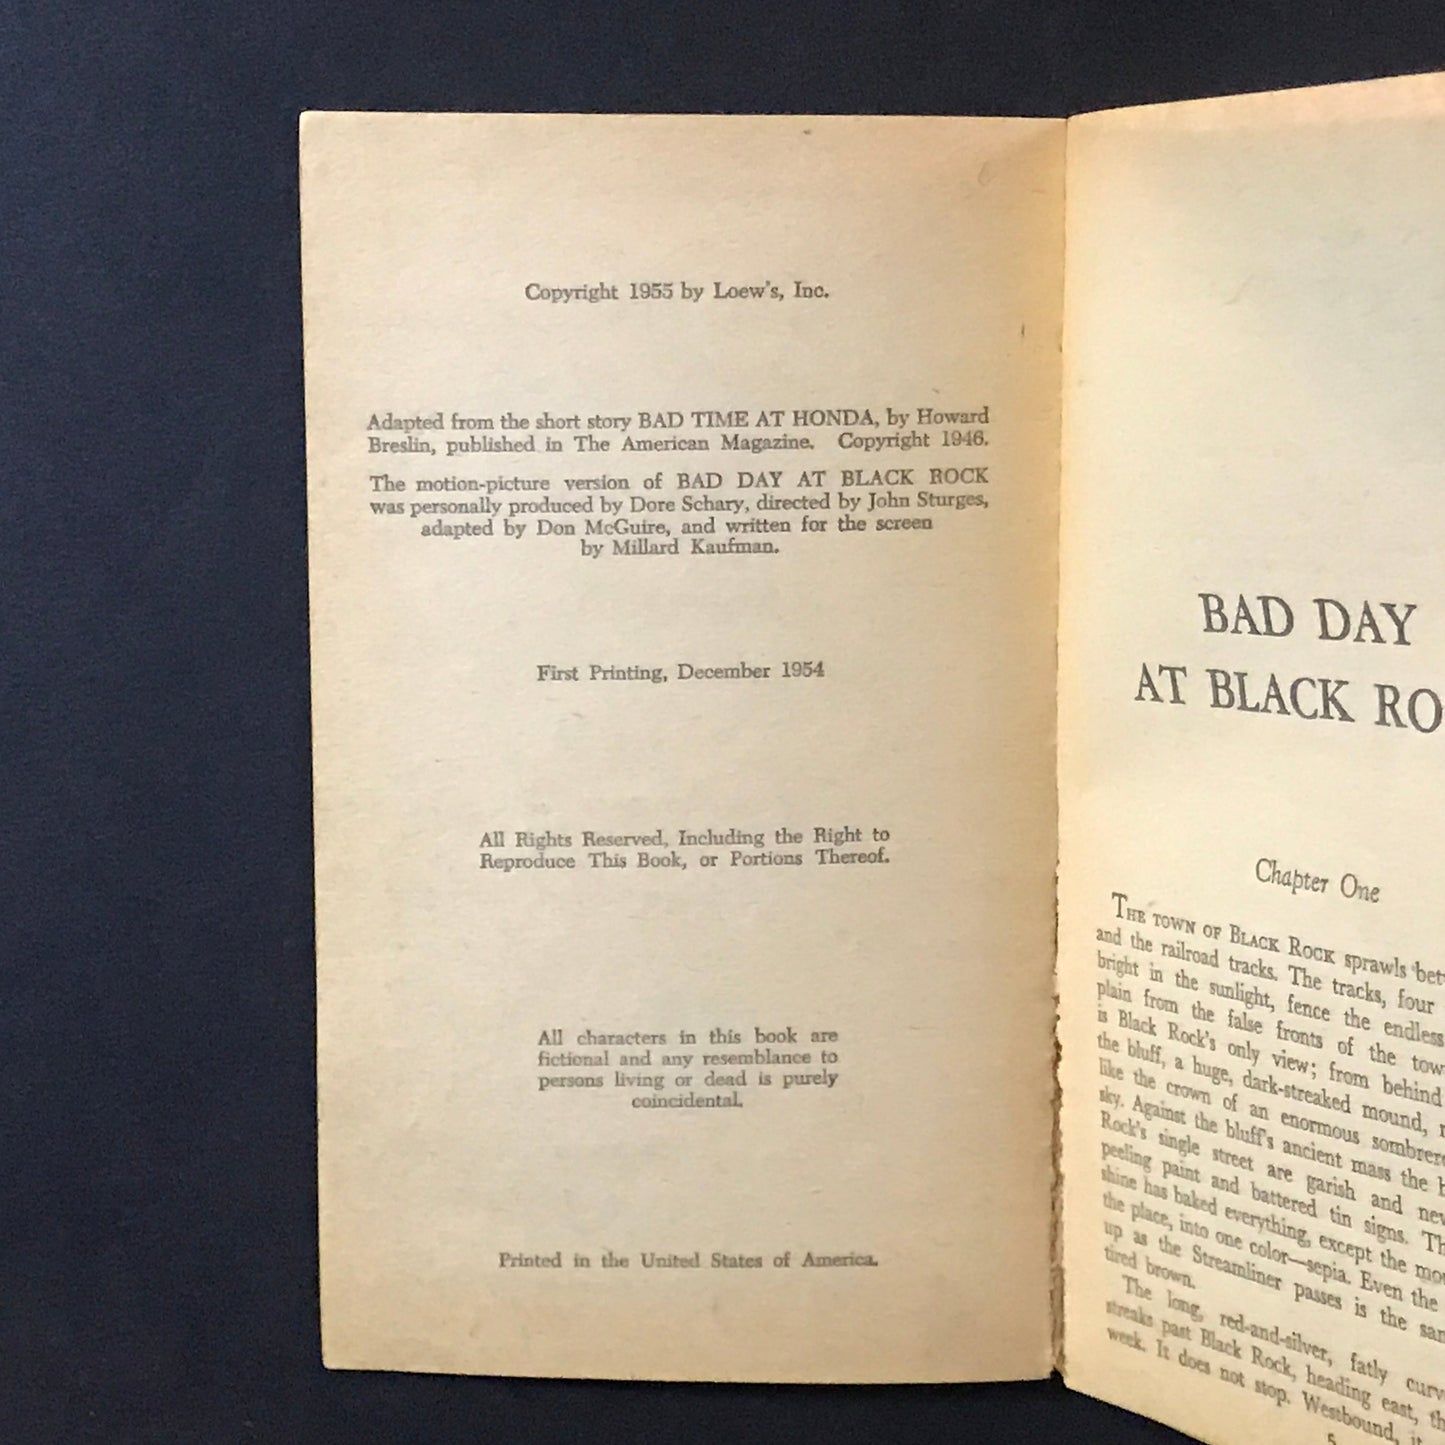 Copyright 1955 by Loew's, Inc.
Adapted from the short story BAD TIME AT HONDA, by Howard
Breslin, published in The American Magazine. Copyright 1946.
The motion-picture version of BAD DAY AT BLACK ROCK
was personally produced by Dore Schary, directed by John Sturges,
adapted by Don McGuire, and written for the screen
by Millard Kaufman.
First Printing, December 1954
All Rights Reserved, Including the Right to
Reproduce This Book, or Portions Thereof.
All characters in this book are
fictional and any resemblance to
persons living or dead is purely
coincidental.
Printed in the United States of America.
BAD DAY
AT BLACK RO
Chapter One
THE TOWN OF BLACK ROCK sprawls
and the railroad tracks. The tracks, four
bright in the sunlight, fence the endless
plain from the false fronts of the
is Black Rock's only view; from behind
the bluff, a huge, dark-streaked mound,
like the crown of an enormous
sky. Against the bluff's ancient mass the
Rock's single street are garish and
peeling paint and battered tin signs.
shine has baked everything, except the
the place, into one color—sepia. Even the
up as the Streamliner passes is the
tired brown.
The long, red-and-silver, fatly
streaks past Black Rock, heading east,
week. It does not stop. Westbound,
5